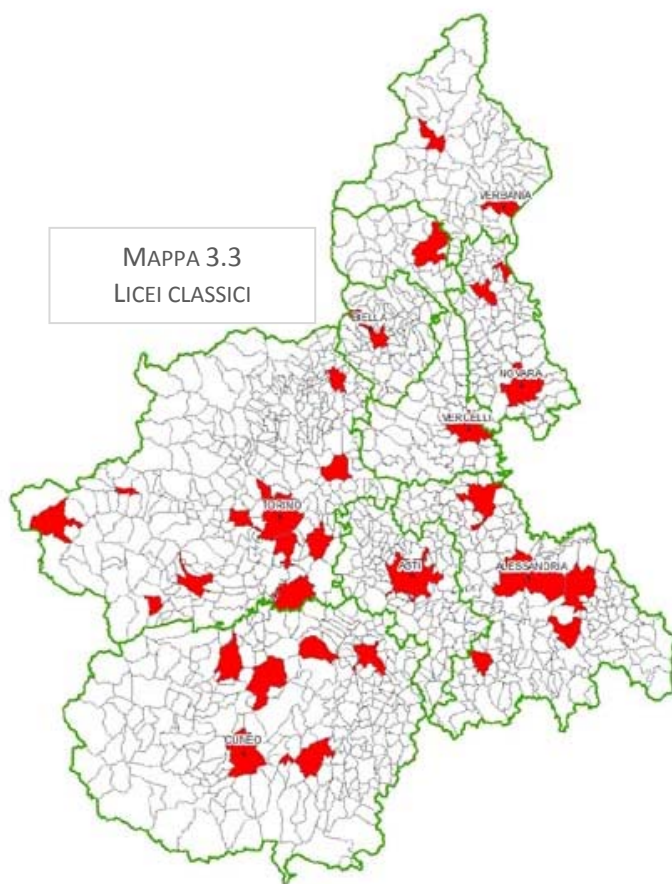 VERBANIA
MAPPA 3.3
LICEI CLASSICI
BIELLA
NOVARA
VERCELLI
TORINO
ASTI
ALESSANDRIA
CUNEO